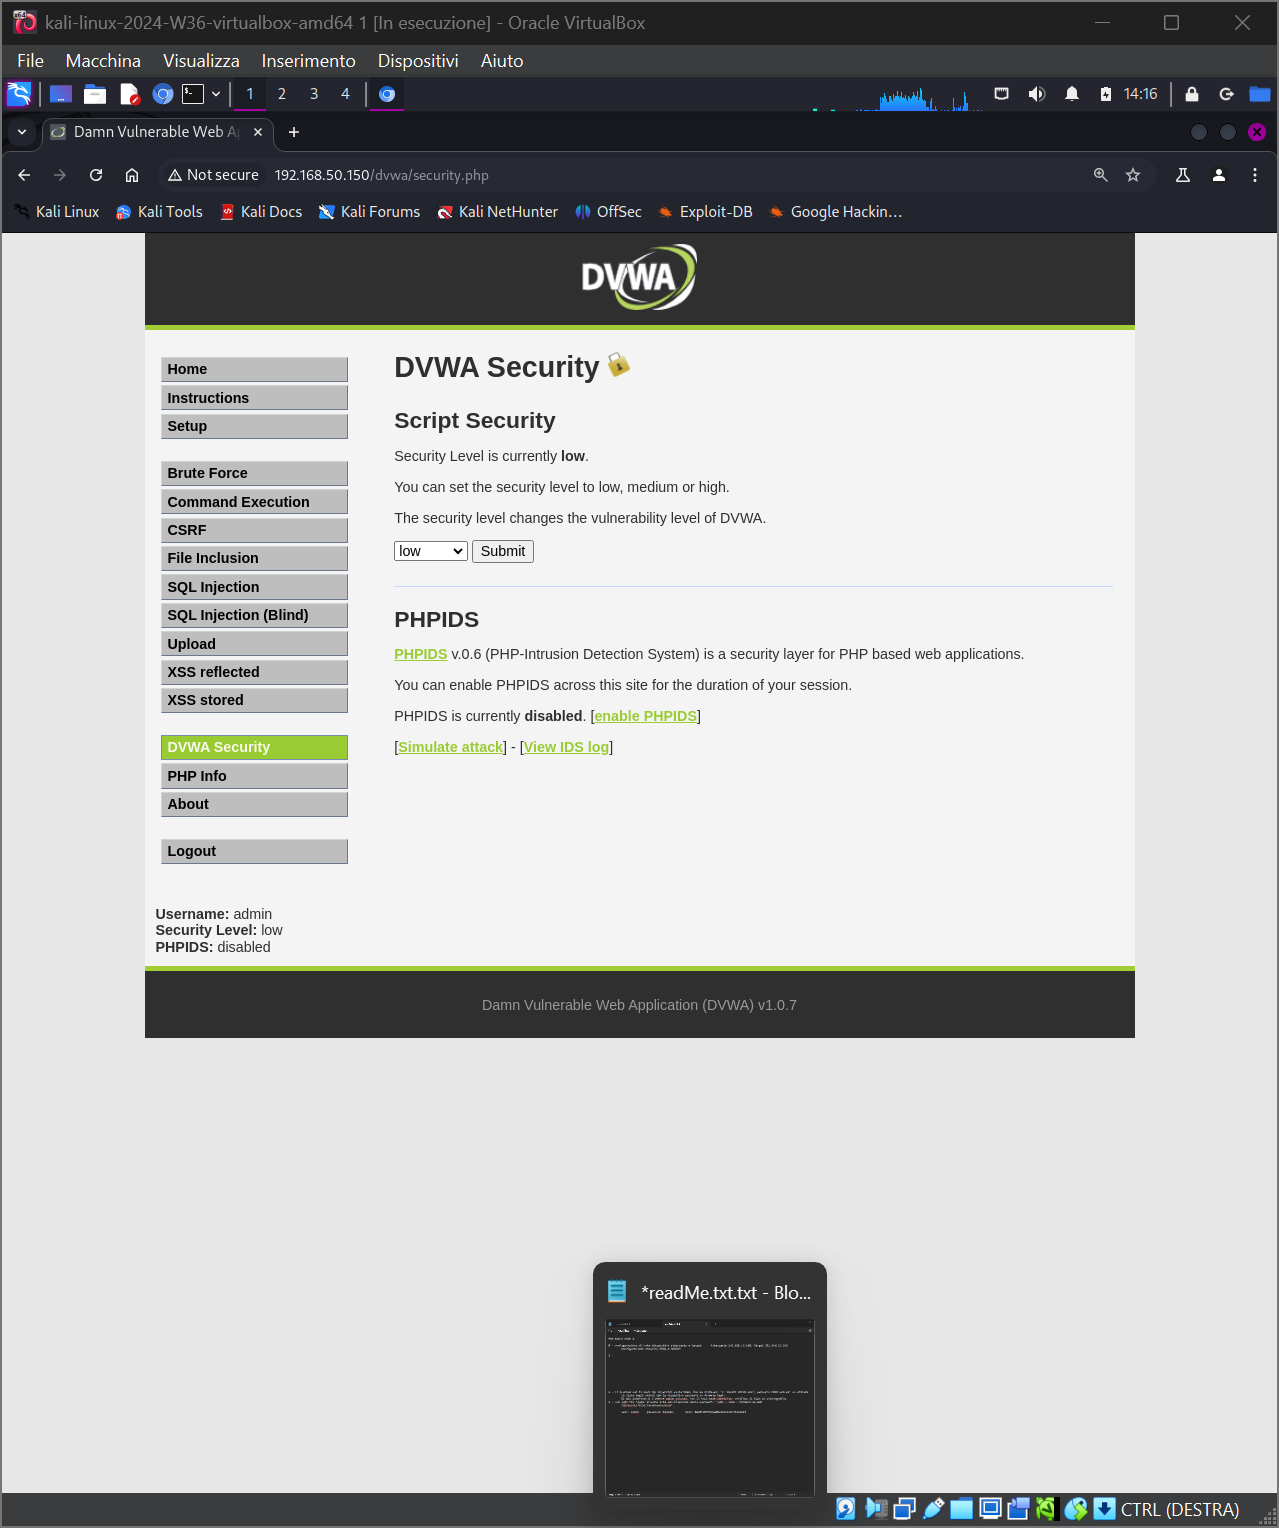 kali-linux-2024-W36-virtualbox-amd64 1 [In esecuzione] - Oracle VirtualBox
File Macchina Visualizza Inserimento Dispositivi Aiuto
1 2 3 4 14:16
Damn Vulnerable Web Ap
Not secure 192.168.50.150/dvwa/security.php
Kali Linux Kali Tools Kali Docs Kali Forums Kali NetHunter OffSec Exploit-DB Google Hackin...
DVWA
Home
Instructions
Setup
Brute Force
Command Execution
CSRF
File Inclusion
SQL Injection
SQL Injection (Blind)
Upload
XSS reflected
XSS stored
DVWA Security
PHP Info
About
Logout
DVWA Security
Script Security
Security Level is currently low.
You can set the security level to low, medium or high.
The security level changes the vulnerability level of DVWA.
low Submit
PHPIDS
PHPIDS v.0.6 (PHP-Intrusion Detection System) is a security layer for PHP based web applications.
You can enable PHPIDS across this site for the duration of your session.
PHPIDS is currently disabled. [enable PHPIDS]
[Simulate attack] - [View IDS log]
Username: admin
Security Level: low
PHPIDS: disabled
Damn Vulnerable Web Application (DVWA) v1.0.7
*readMe.txt.txt - Blo...
CTRL (DESTRA)